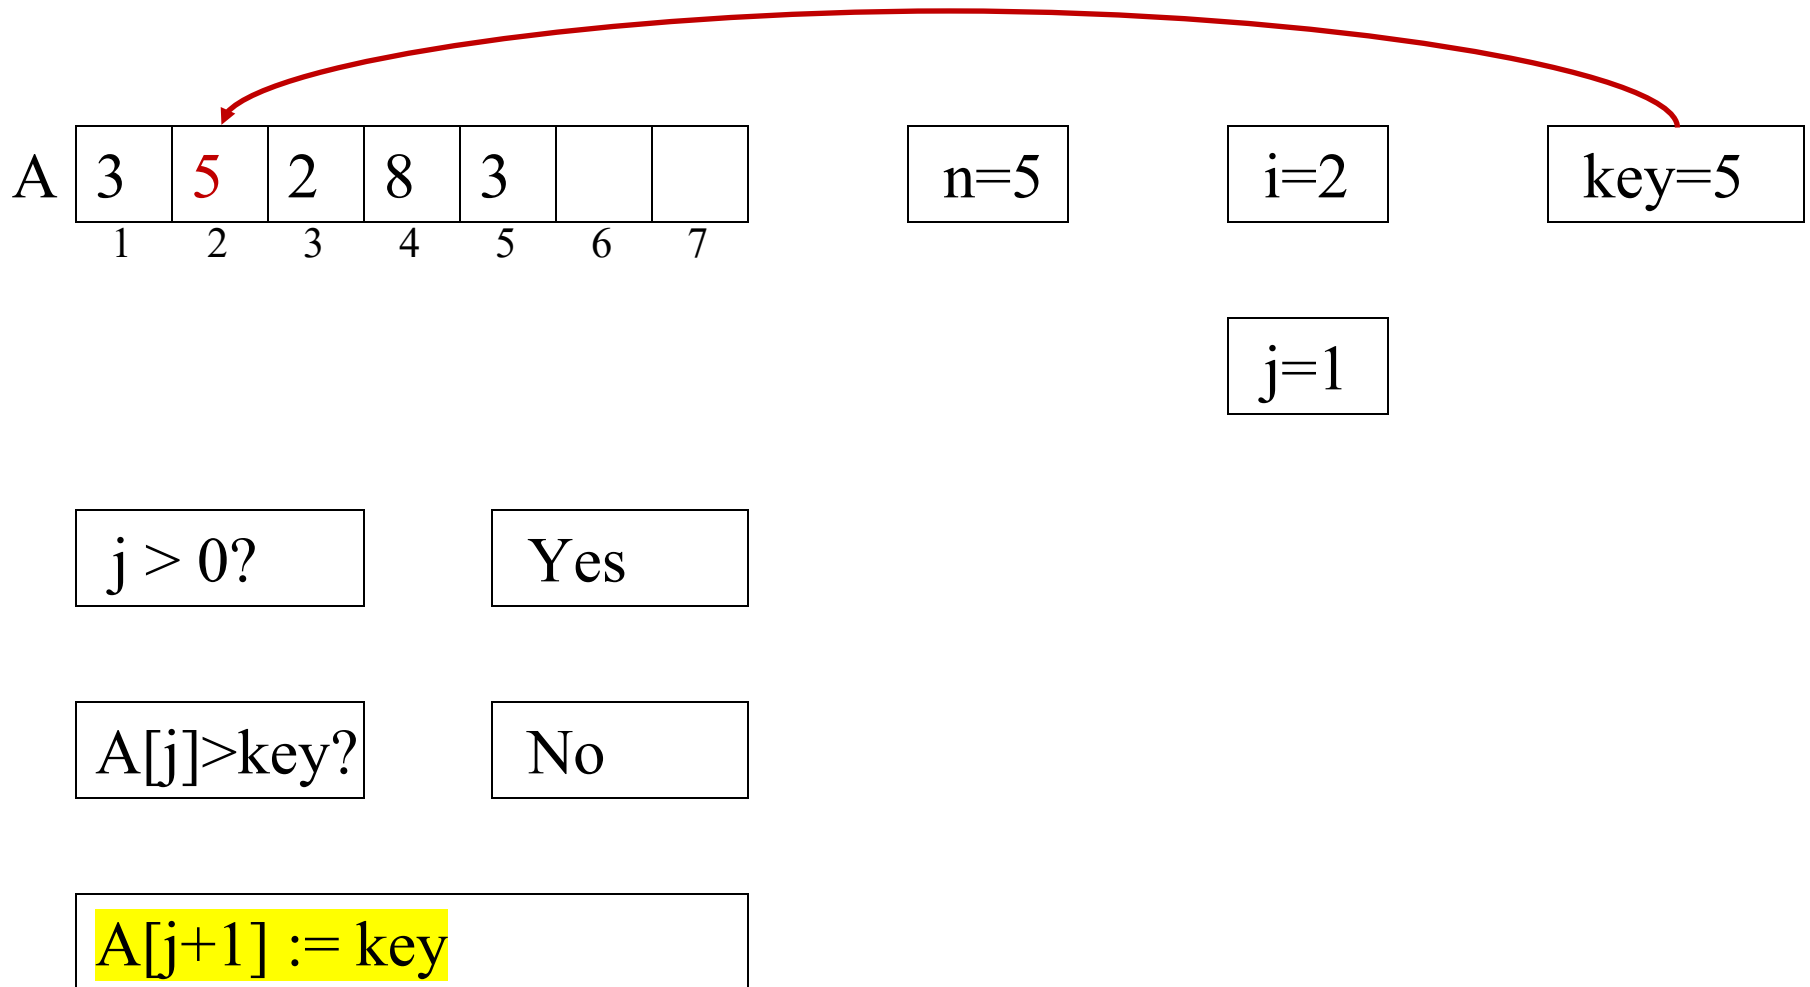 A 3 5 2 8 3 n=5 i=2 key=5
1 2 3 4 5 6 7
j=1
j > 0? Yes
A[j]>key? No
A[j+1] := key